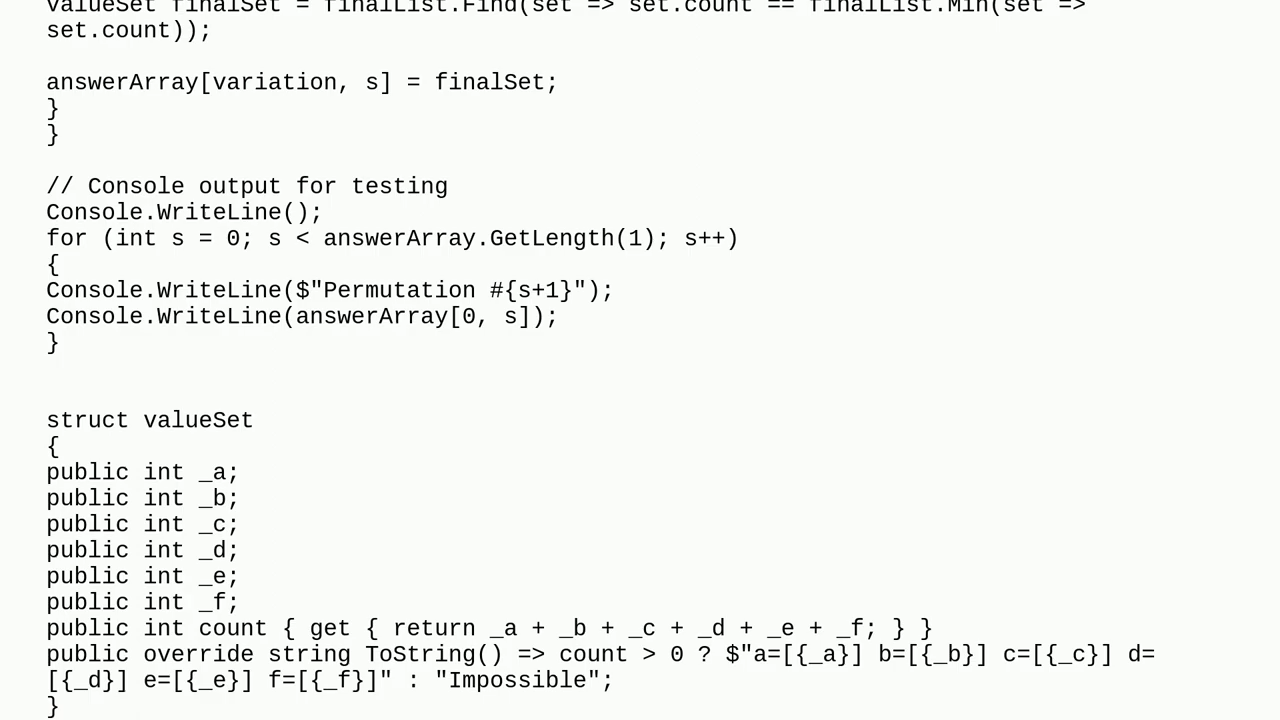 valueSet finalSet = finalList.Find(set => set.count == finalList.Min(set =>
set.count));
answerArray[variation, s] = finalSet;
}
}
// Console output for testing
Console.WriteLine();
for (int s = 0; s < answerArray.GetLength(1); s++)
{
Console.WriteLine($"Permutation #{s+1}");
Console.WriteLine(answerArray[0, s]);
}
struct valueSet
{
public int _a;
public int _b;
public int _c;
public int _d;
public int _e;
public int _f;
public int count { get { return _a + _b + _c + _d + _e + _f; } }
public override string ToString() => count > 0 ? $"a=[{_a}] b=[{_b}] c=[{_c}] d=
[{_d}] e=[{_e}] f=[{_f}]" : "Impossible";
}